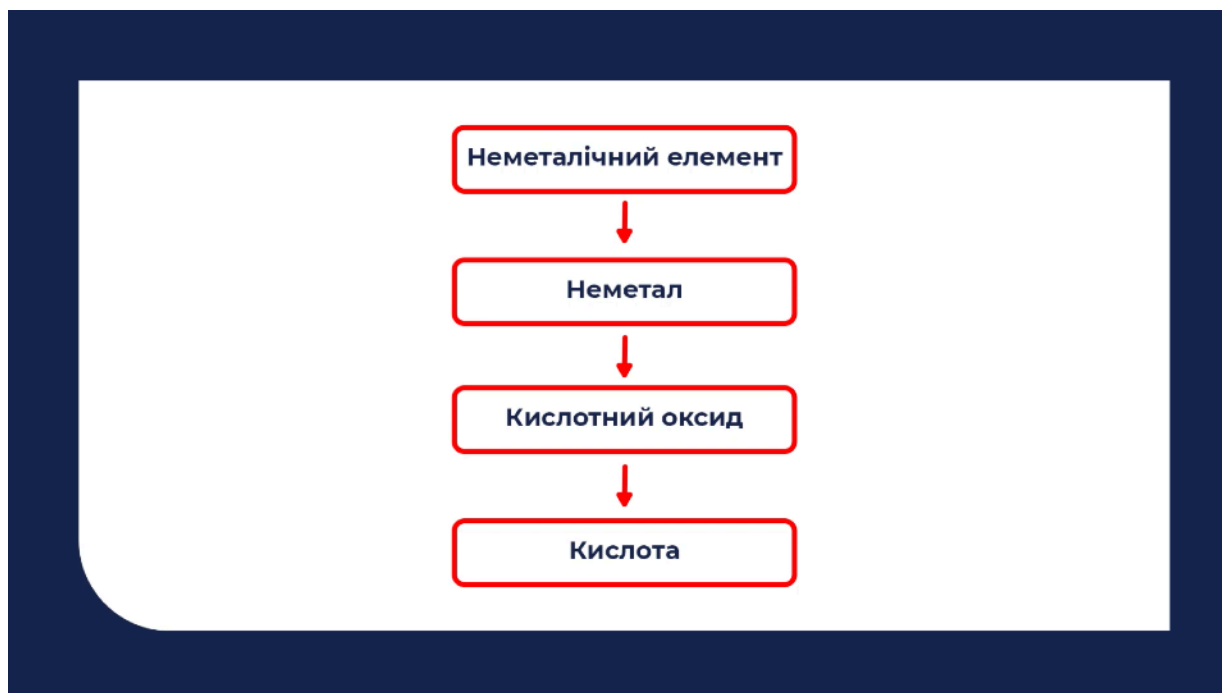 Неметалічний елемент
Неметал
Кислотний оксид
Кислота